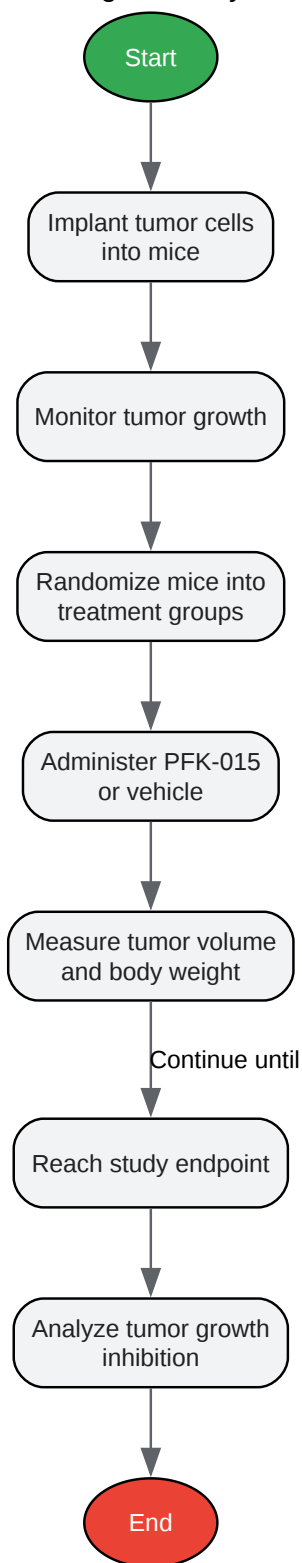 Start
Implant tumor cells
into mice
Monitor tumor growth
Randomize mice into
treatment groups
Administer PFK-015
or vehicle
Measure tumor volume
and body weight
Continue until
Reach study endpoint
Analyze tumor growth
inhibition
End